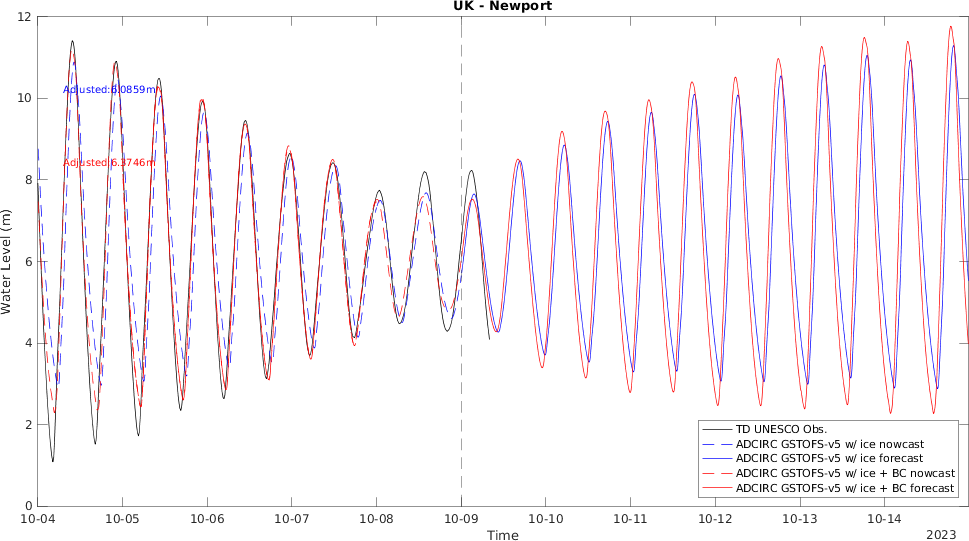 UK - Newport
12
10
8
6
4
2
0
Water Level (m)
Adjusted:6.0859m
Adjusted:6.3746m
10-04 10-05 10-06 10-07 10-08 10-09 10-10 10-11 10-12 10-13 10-14
2023
Time
TD UNESCO Obs.
ADCIRC GSTOFS-v5 w/ ice nowcast
ADCIRC GSTOFS-v5 w/ ice forecast
ADCIRC GSTOFS-v5 w/ ice + BC nowcast
ADCIRC GSTOFS-v5 w/ ice + BC forecast